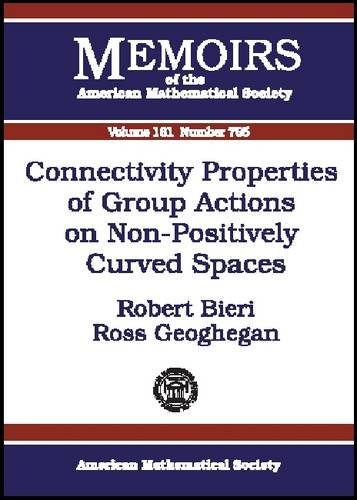 MEMOIRS
of the
American Mathematical Society
Volume 161 Number 765
Connectivity Properties
of Group Actions
on Non-Positively
Curved Spaces
Robert Bieri
Ross Geoghegan
American Mathematical Society